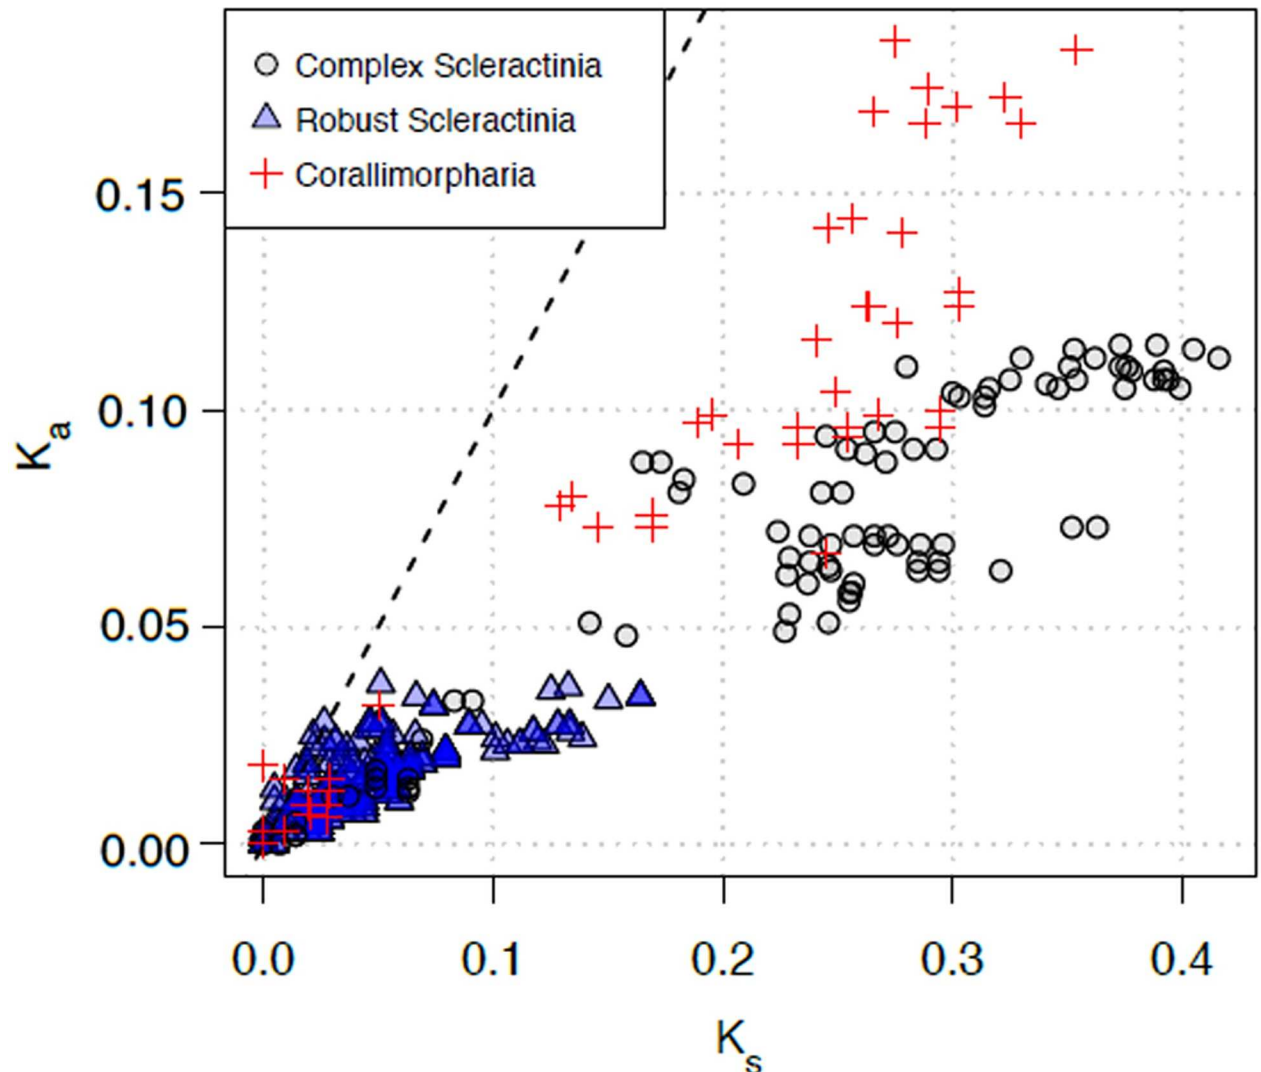 Complex Scleractinia
Robust Scleractinia
Corallimorpharia
0.15
0.10
0.05
0.00
Ka
0.0 0.1 0.2 0.3 0.4
Ks